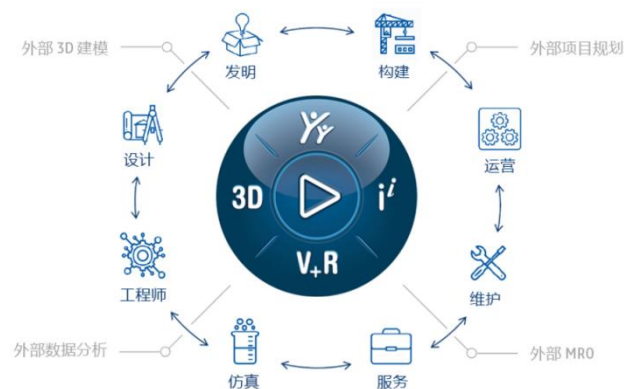 外部 3D 建模
发明
构建
外部项目规划
设计
运营
3D
i i
V+R
工程师
维护
外部数据分析
仿真
服务
外部 MRO